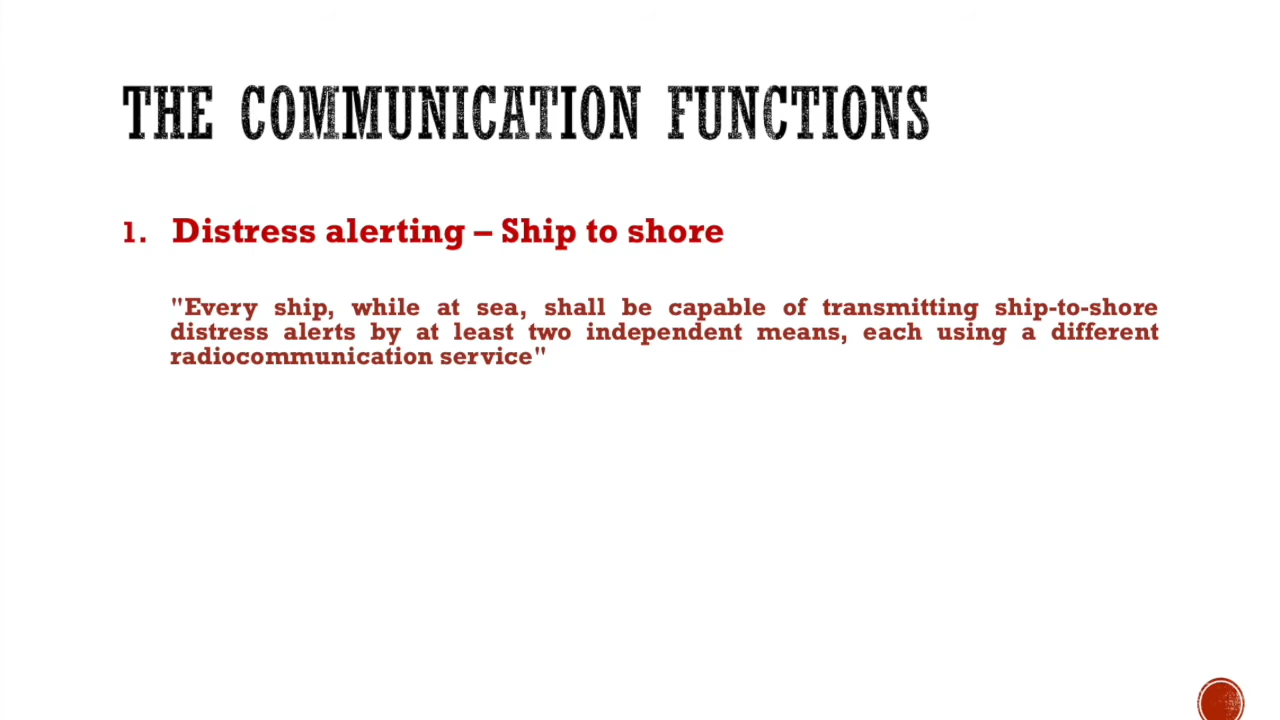 THE COMMUNICATION FUNCTIONS
1. Distress alerting – Ship to shore
"Every ship, while at sea, shall be capable of transmitting ship-to-shore
distress alerts by at least two independent means, each using a different
radiocommunication service"